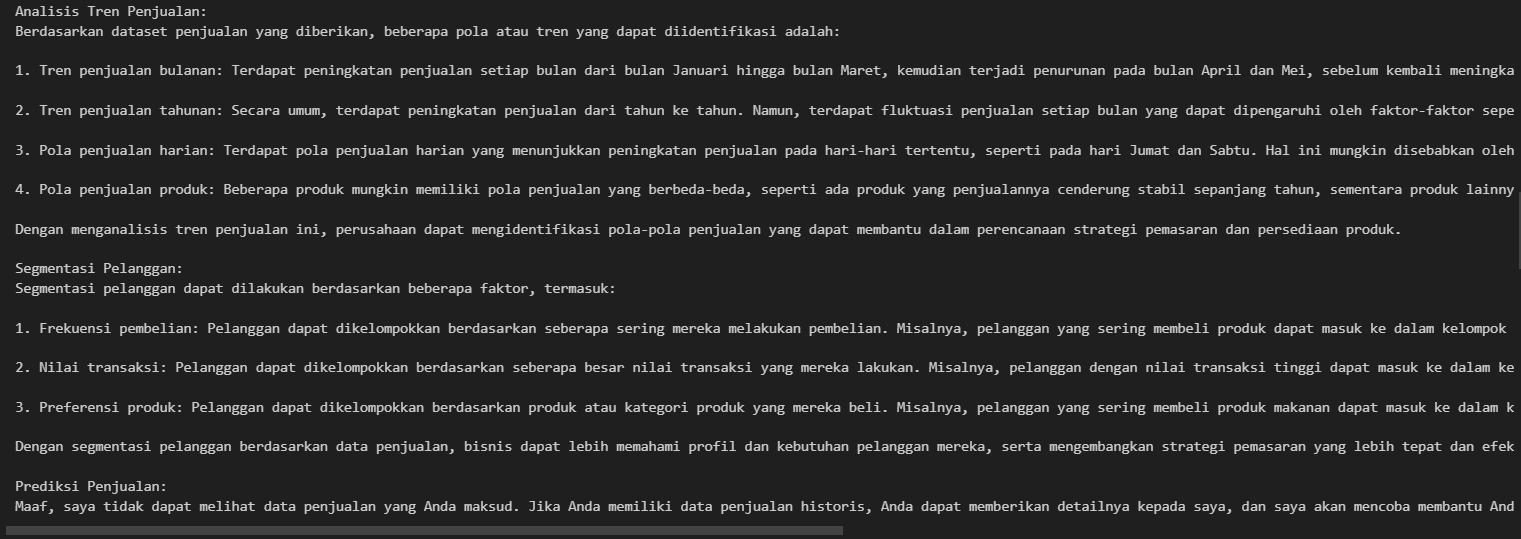 Analisis Tren Penjualan:
Berdasarkan dataset penjualan yang diberikan, beberapa pola atau tren yang dapat diidentifikasi adalah:
1. Tren penjualan bulanan: Terdapat peningkatan penjualan setiap bulan dari bulan Januari hingga bulan Maret, kemudian terjadi penurunan pada bulan April dan Mei, sebelum kembali meningka
2. Tren penjualan tahunan: Secara umum, terdapat peningkatan penjualan dari tahun ke tahun. Namun, terdapat fluktuasi penjualan setiap bulan yang dapat dipengaruhi oleh faktor-faktor sepe
3. Pola penjualan harian: Terdapat pola penjualan harian yang menunjukkan peningkatan penjualan pada hari-hari tertentu, seperti pada hari Jumat dan Sabtu. Hal ini mungkin disebabkan oleh
4. Pola penjualan produk: Beberapa produk mungkin memiliki pola penjualan yang berbeda-beda, seperti ada produk yang penjualannya cenderung stabil sepanjang tahun, sementara produk lainny
Dengan menganalisis tren penjualan ini, perusahaan dapat mengidentifikasi pola-pola penjualan yang dapat membantu dalam perencanaan strategi pemasaran dan persediaan produk.
Segmentasi Pelanggan:
Segmentasi pelanggan dapat dilakukan berdasarkan beberapa faktor, termasuk:
1. Frekuensi pembelian: Pelanggan dapat dikelompokkan berdasarkan seberapa sering mereka melakukan pembelian. Misalnya, pelanggan yang sering membeli produk dapat masuk ke dalam kelompok
2. Nilai transaksi: Pelanggan dapat dikelompokkan berdasarkan seberapa besar nilai transaksi yang mereka lakukan. Misalnya, pelanggan dengan nilai transaksi tinggi dapat masuk ke dalam ke
3. Preferensi produk: Pelanggan dapat dikelompokkan berdasarkan produk atau kategori produk yang mereka beli. Misalnya, pelanggan yang sering membeli produk makanan dapat masuk ke dalam k
Dengan segmentasi pelanggan berdasarkan data penjualan, bisnis dapat lebih memahami profil dan kebutuhan pelanggan mereka, serta mengembangkan strategi pemasaran yang lebih tepat dan efek
Prediksi Penjualan:
Maaf, saya tidak dapat melihat data penjualan yang Anda maksud. Jika Anda memiliki data penjualan historis, Anda dapat memberikan detailnya kepada saya, dan saya akan mencoba membantu And